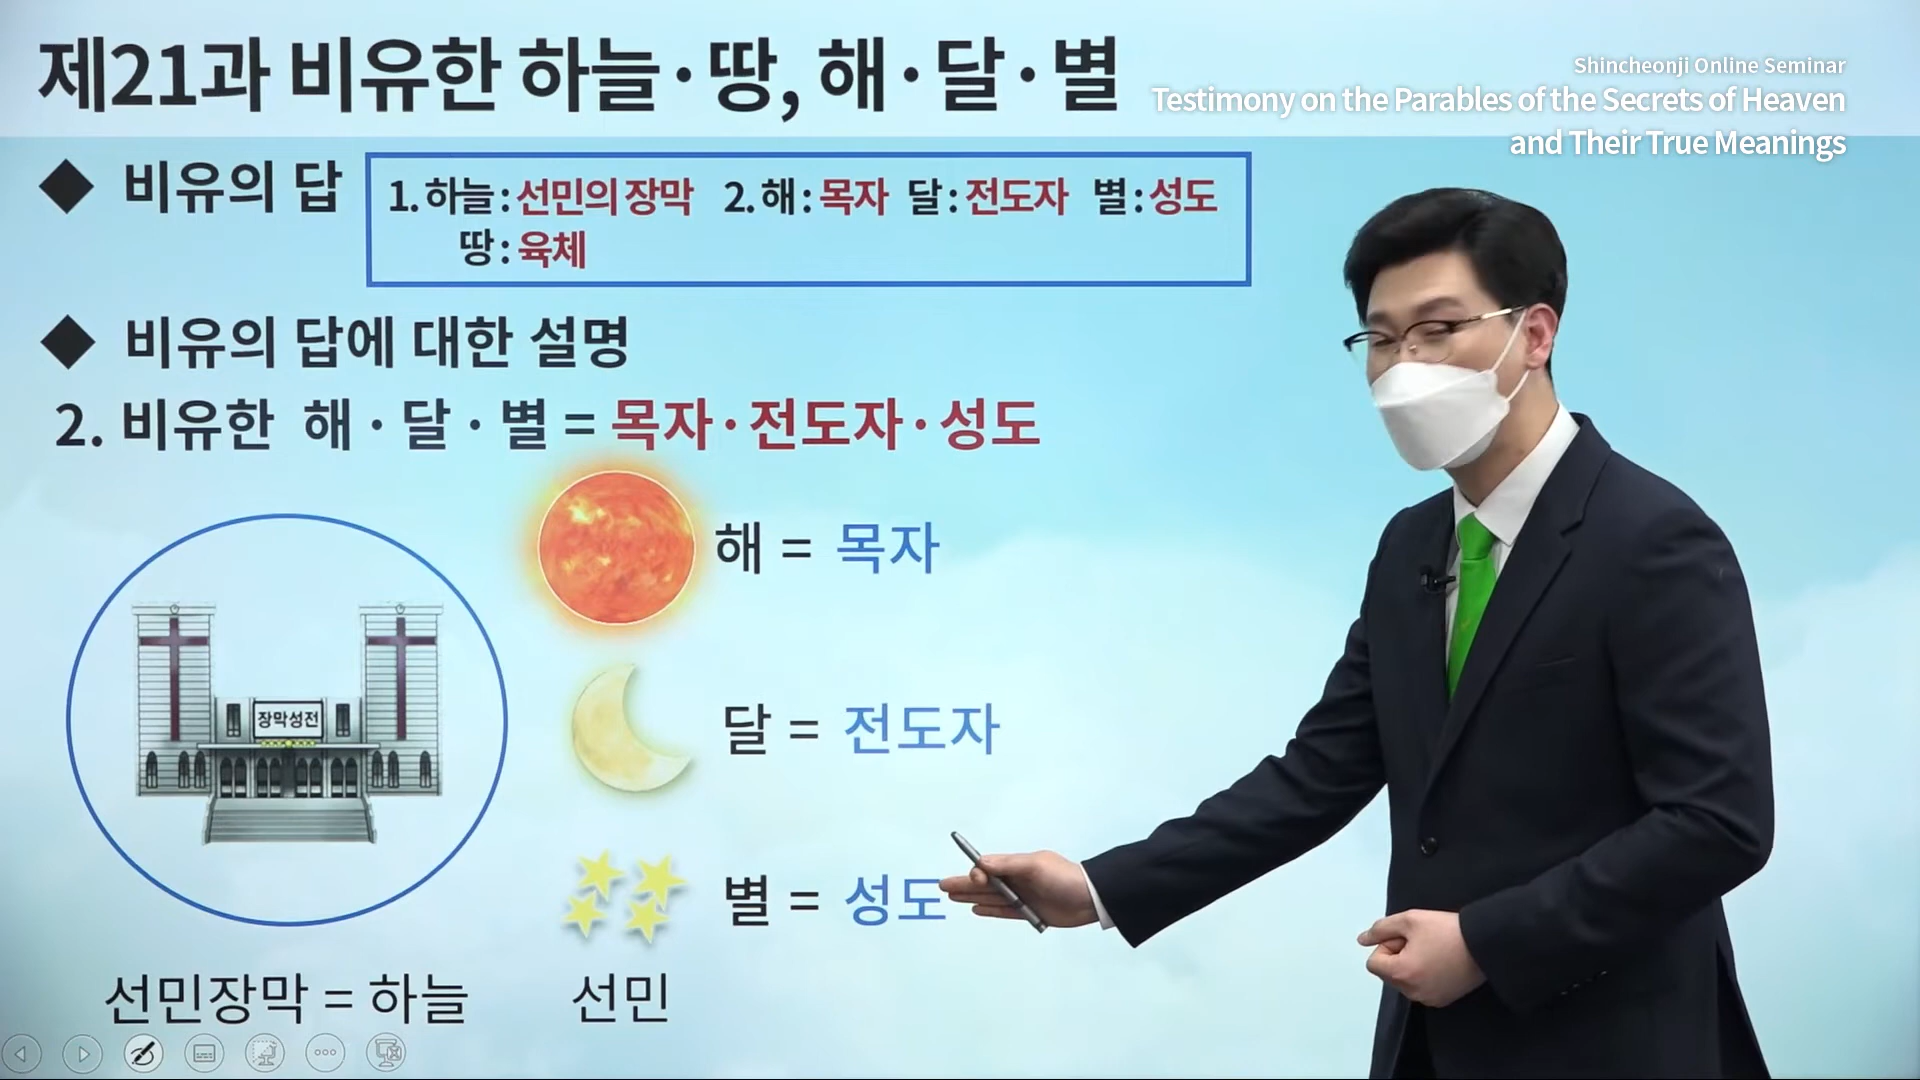 제21과 비유한 하늘·땅, 해·달·별
Shincheonji Online Seminar
Testimony on the Parables of the Secrets of Heaven
and Their True Meanings
◆ 비유의 답
1. 하늘 : 선민의 장막 2. 해 : 목자 달 : 전도자 별 : 성도
땅 : 육체
◆ 비유의 답에 대한 설명
2. 비유한 해 · 달 · 별 = 목자·전도자·성도
해 = 목자
장막성전
달 = 전도자
별 = 성도
선민장막 = 하늘
선민